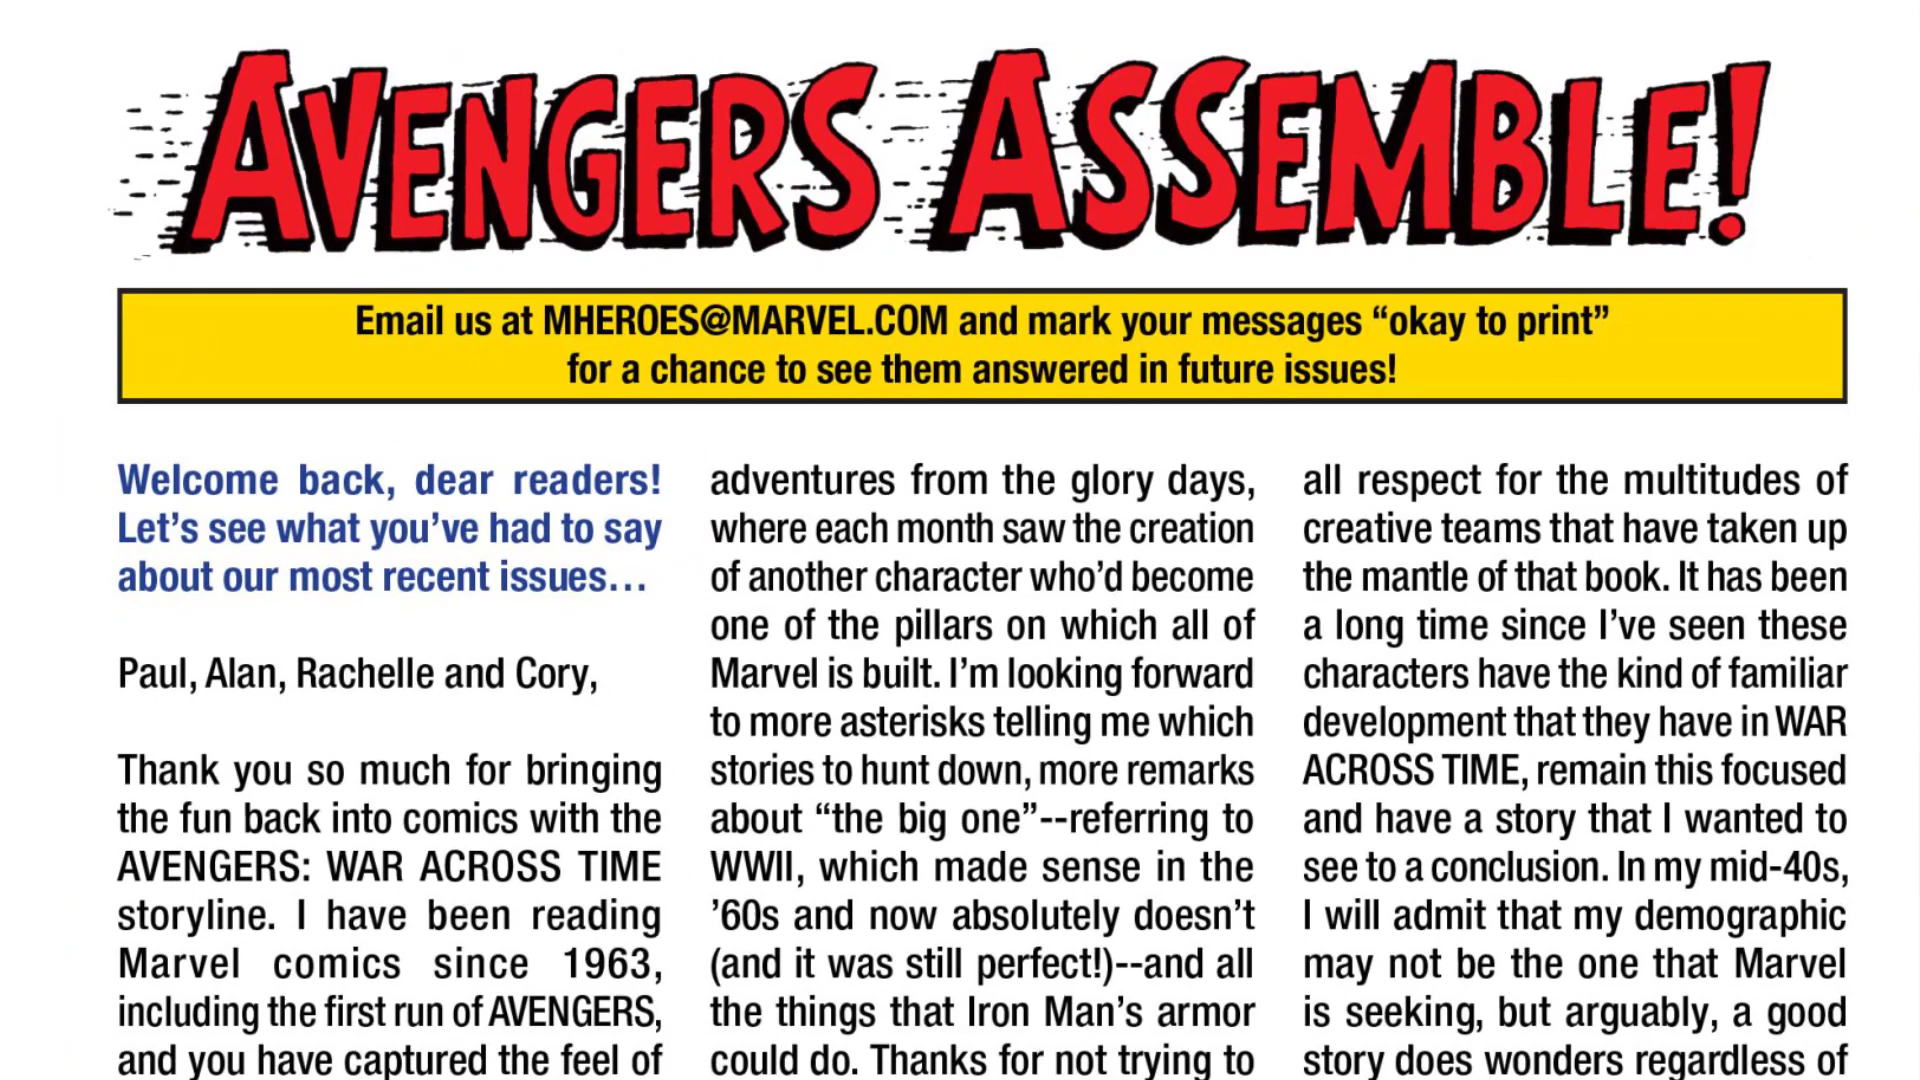 AVENGERS ASSEMBLE!
Email us at MHEROES@MARVEL.COM and mark your messages “okay to print”
for a chance to see them answered in future issues!
Welcome back, dear readers!
Let’s see what you’ve had to say
about our most recent issues…
Paul, Alan, Rachelle and Cory,
Thank you so much for bringing
the fun back into comics with the
AVENGERS: WAR ACROSS TIME
storyline. I have been reading
Marvel comics since 1963,
including the first run of AVENGERS,
and you have captured the feel of
adventures from the glory days,
where each month saw the creation
of another character who’d become
one of the pillars on which all of
Marvel is built. I’m looking forward
to more asterisks telling me which
stories to hunt down, more remarks
about “the big one”--referring to
WWII, which made sense in the
’60s and now absolutely doesn’t
(and it was still perfect!)--and all
the things that Iron Man’s armor
could do. Thanks for not trying to
all respect for the multitudes of
creative teams that have taken up
the mantle of that book. It has been
a long time since I’ve seen these
characters have the kind of familiar
development that they have in WAR
ACROSS TIME, remain this focused
and have a story that I wanted to
see to a conclusion. In my mid-40s,
I will admit that my demographic
may not be the one that Marvel
is seeking, but arguably, a good
story does wonders regardless of